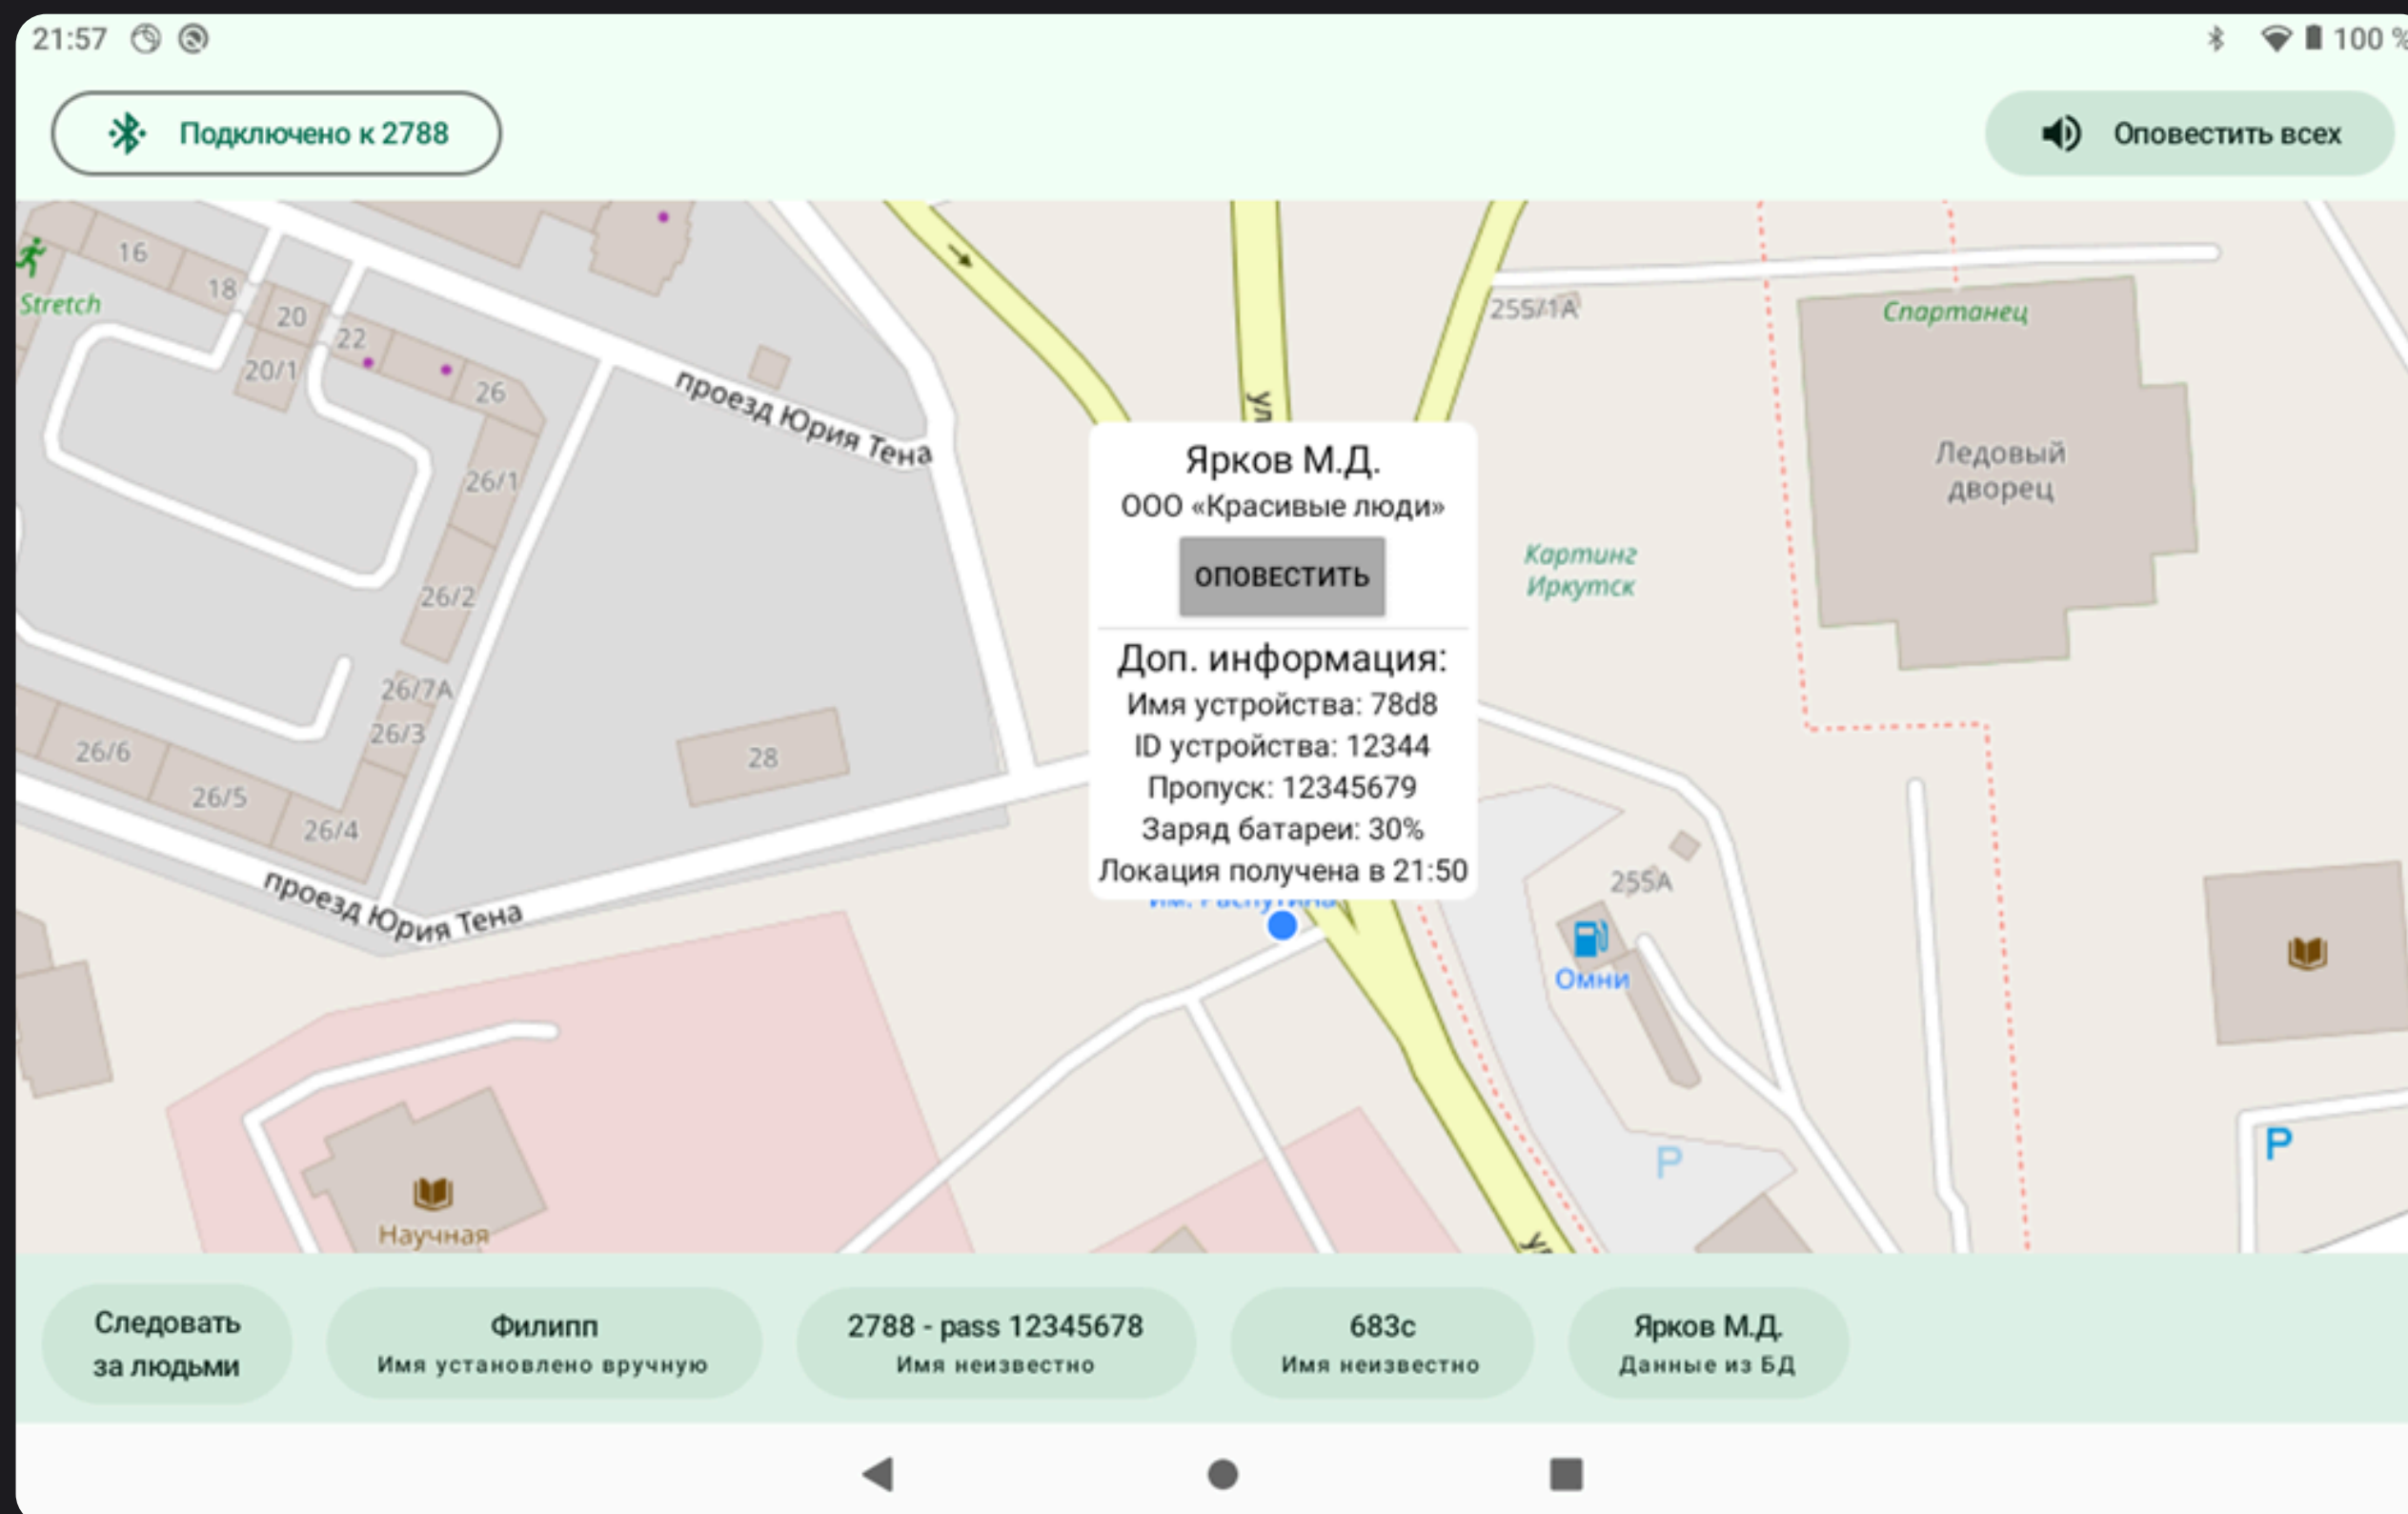 21:57
100 %
Подключено к 2788
Оповестить всех
16
18
20
22
20/1
26
Stretch
26/1
26/2
26/7А
26/3
26/6
26/5
26/4
28
проезд Юрия Тена
проезд Юрия Тена
ул
255/1А
Спартанец
Ледовый
дворец
Картинг
Иркутск
Ярков М.Д.
ООО «Красивые люди»
ОПОВЕСТИТЬ
Доп. информация:
Имя устройства: 78d8
ID устройства: 12344
Пропуск: 12345679
Заряд батареи: 30%
Локация получена в 21:50
им. Распутина
255А
Омни
P
P
Научная
ул
Следовать
за людьми
Филипп
Имя установлено вручную
2788 - pass 12345678
Имя неизвестно
683c
Имя неизвестно
Ярков М.Д.
Данные из БД